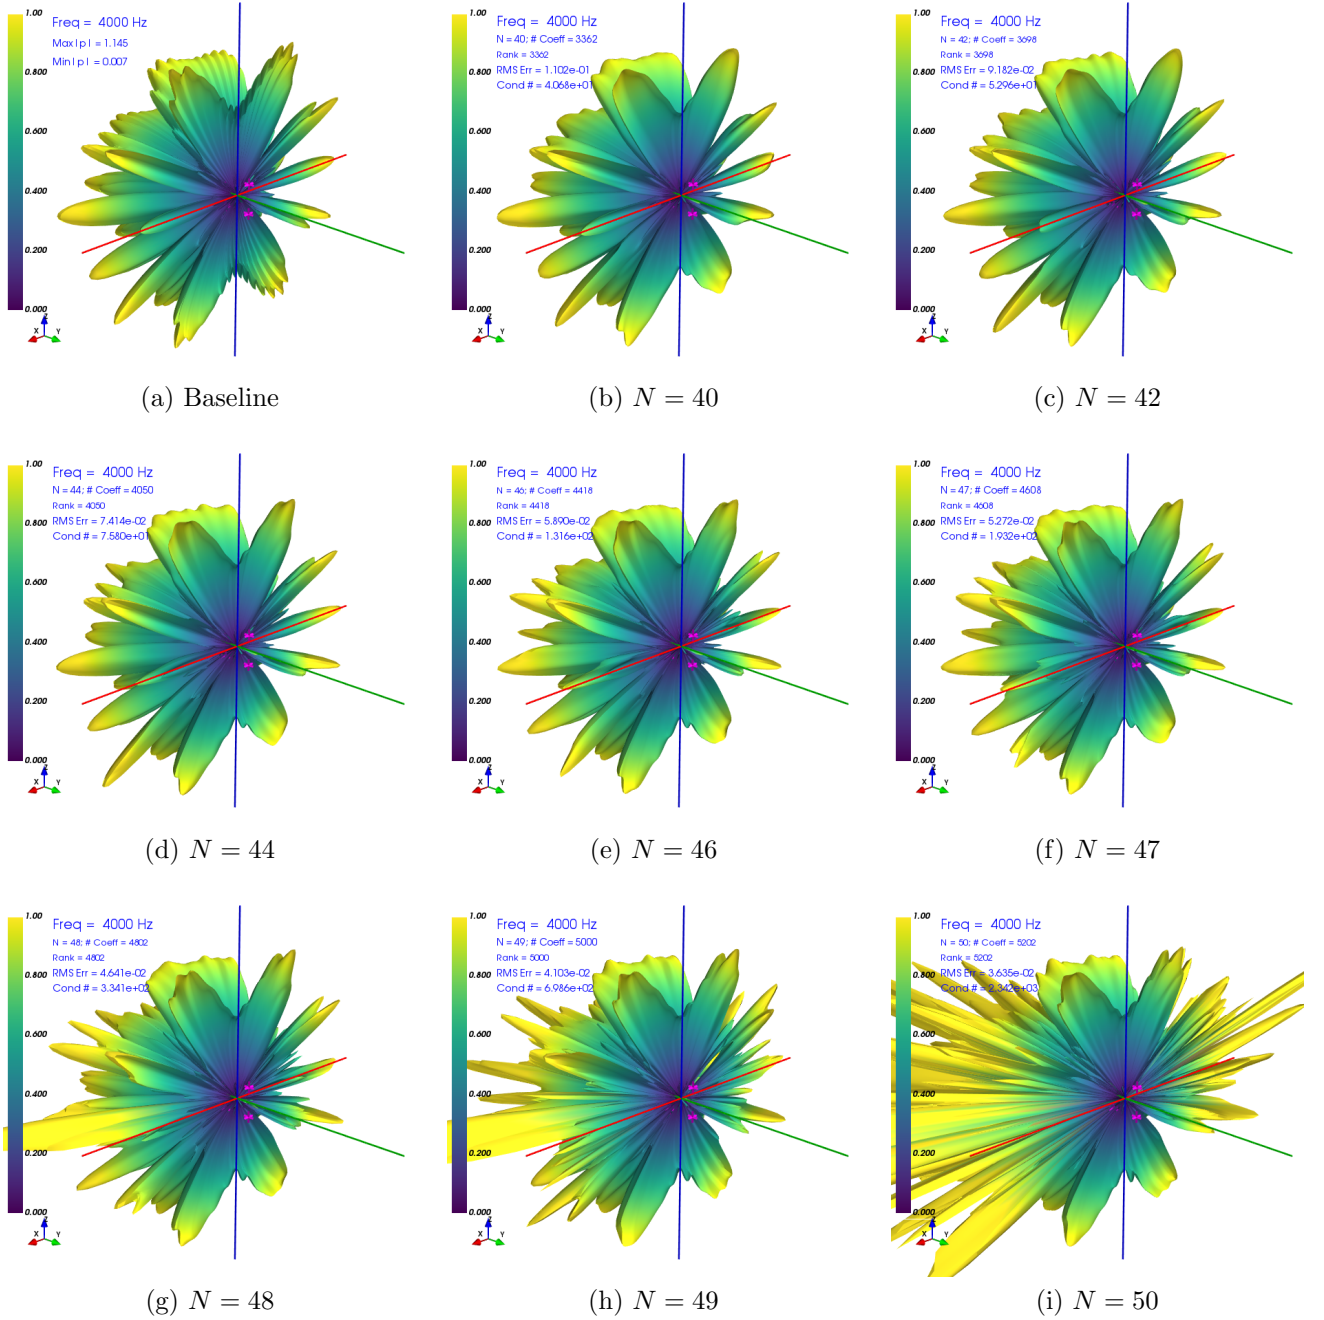 1.00
Freq = 4000 Hz
Max | p | = 1.145
Min | p | = 0.007
0.800
0.600
0.400
0.200
0.000
Z
X
Y
(a) Baseline
1.00
Freq = 4000 Hz
N = 40; # Coeff = 3362
Rank = 3362
RMS Err = 1.102e-01
0.800
Cond # = 4.068e+01
0.600
0.400
0.200
0.000
Z
X
Y
(b) N = 40
1.00
Freq = 4000 Hz
N = 42; # Coeff = 3698
Rank = 3698
RMS Err = 9.182e-02
0.800
Cond # = 5.296e+01
0.600
0.400
0.200
0.000
Z
X
Y
(c) N = 42
1.00
Freq = 4000 Hz
N = 44; # Coeff = 4050
Rank = 4050
RMS Err = 7.414e-02
0.800
Cond # = 7.580e+01
0.600
0.400
0.200
0.000
Z
X
Y
(d) N = 44
1.00
Freq = 4000 Hz
N = 46; # Coeff = 4418
Rank = 4418
RMS Err = 5.890e-02
0.800
Cond # = 1.316e+02
0.600
0.400
0.200
0.000
Z
X
Y
(e) N = 46
1.00
Freq = 4000 Hz
N = 47; # Coeff = 4608
Rank = 4608
RMS Err = 5.272e-02
0.800
Cond # = 1.932e+02
0.600
0.400
0.200
0.000
Z
X
Y
(f) N = 47
1.00
Freq = 4000 Hz
N = 48; # Coeff = 4802
Rank = 4802
RMS Err = 4.641e-02
0.800
Cond # = 3.341e+02
0.600
0.400
0.200
0.000
Z
X
Y
(g) N = 48
1.00
Freq = 4000 Hz
N = 49; # Coeff = 5000
Rank = 5000
RMS Err = 4.103e-02
0.800
Cond # = 6.986e+02
0.600
0.400
0.200
0.000
Z
X
Y
(h) N = 49
1.00
Freq = 4000 Hz
N = 50; # Coeff = 5202
Rank = 5202
RMS Err = 3.635e-02
0.800
Cond # = 2.342e+03
0.600
0.400
0.200
0.000
Z
X
Y
(i) N = 50